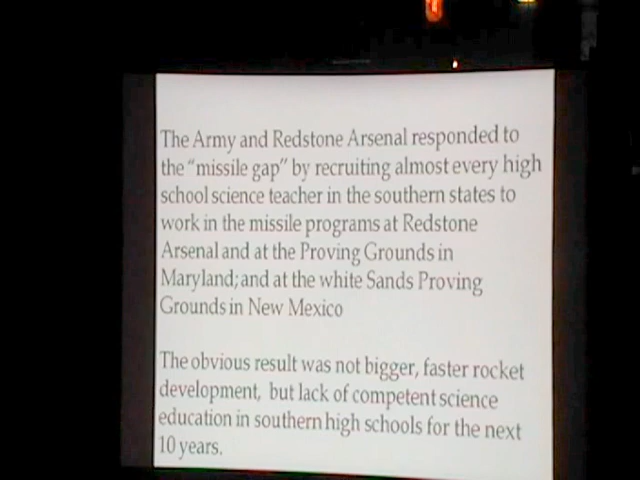 The Army and Redstone Arsenal responded to
the "missile gap" by recruiting almost every high
school science teacher in the southern states to
work in the missile programs at Redstone
Arsenal and at the Proving Grounds in
Maryland; and at the white Sands Proving
Grounds in New Mexico
The obvious result was not bigger, faster rocket
development, but lack of competent science
education in southern high schools for the next
10 years.